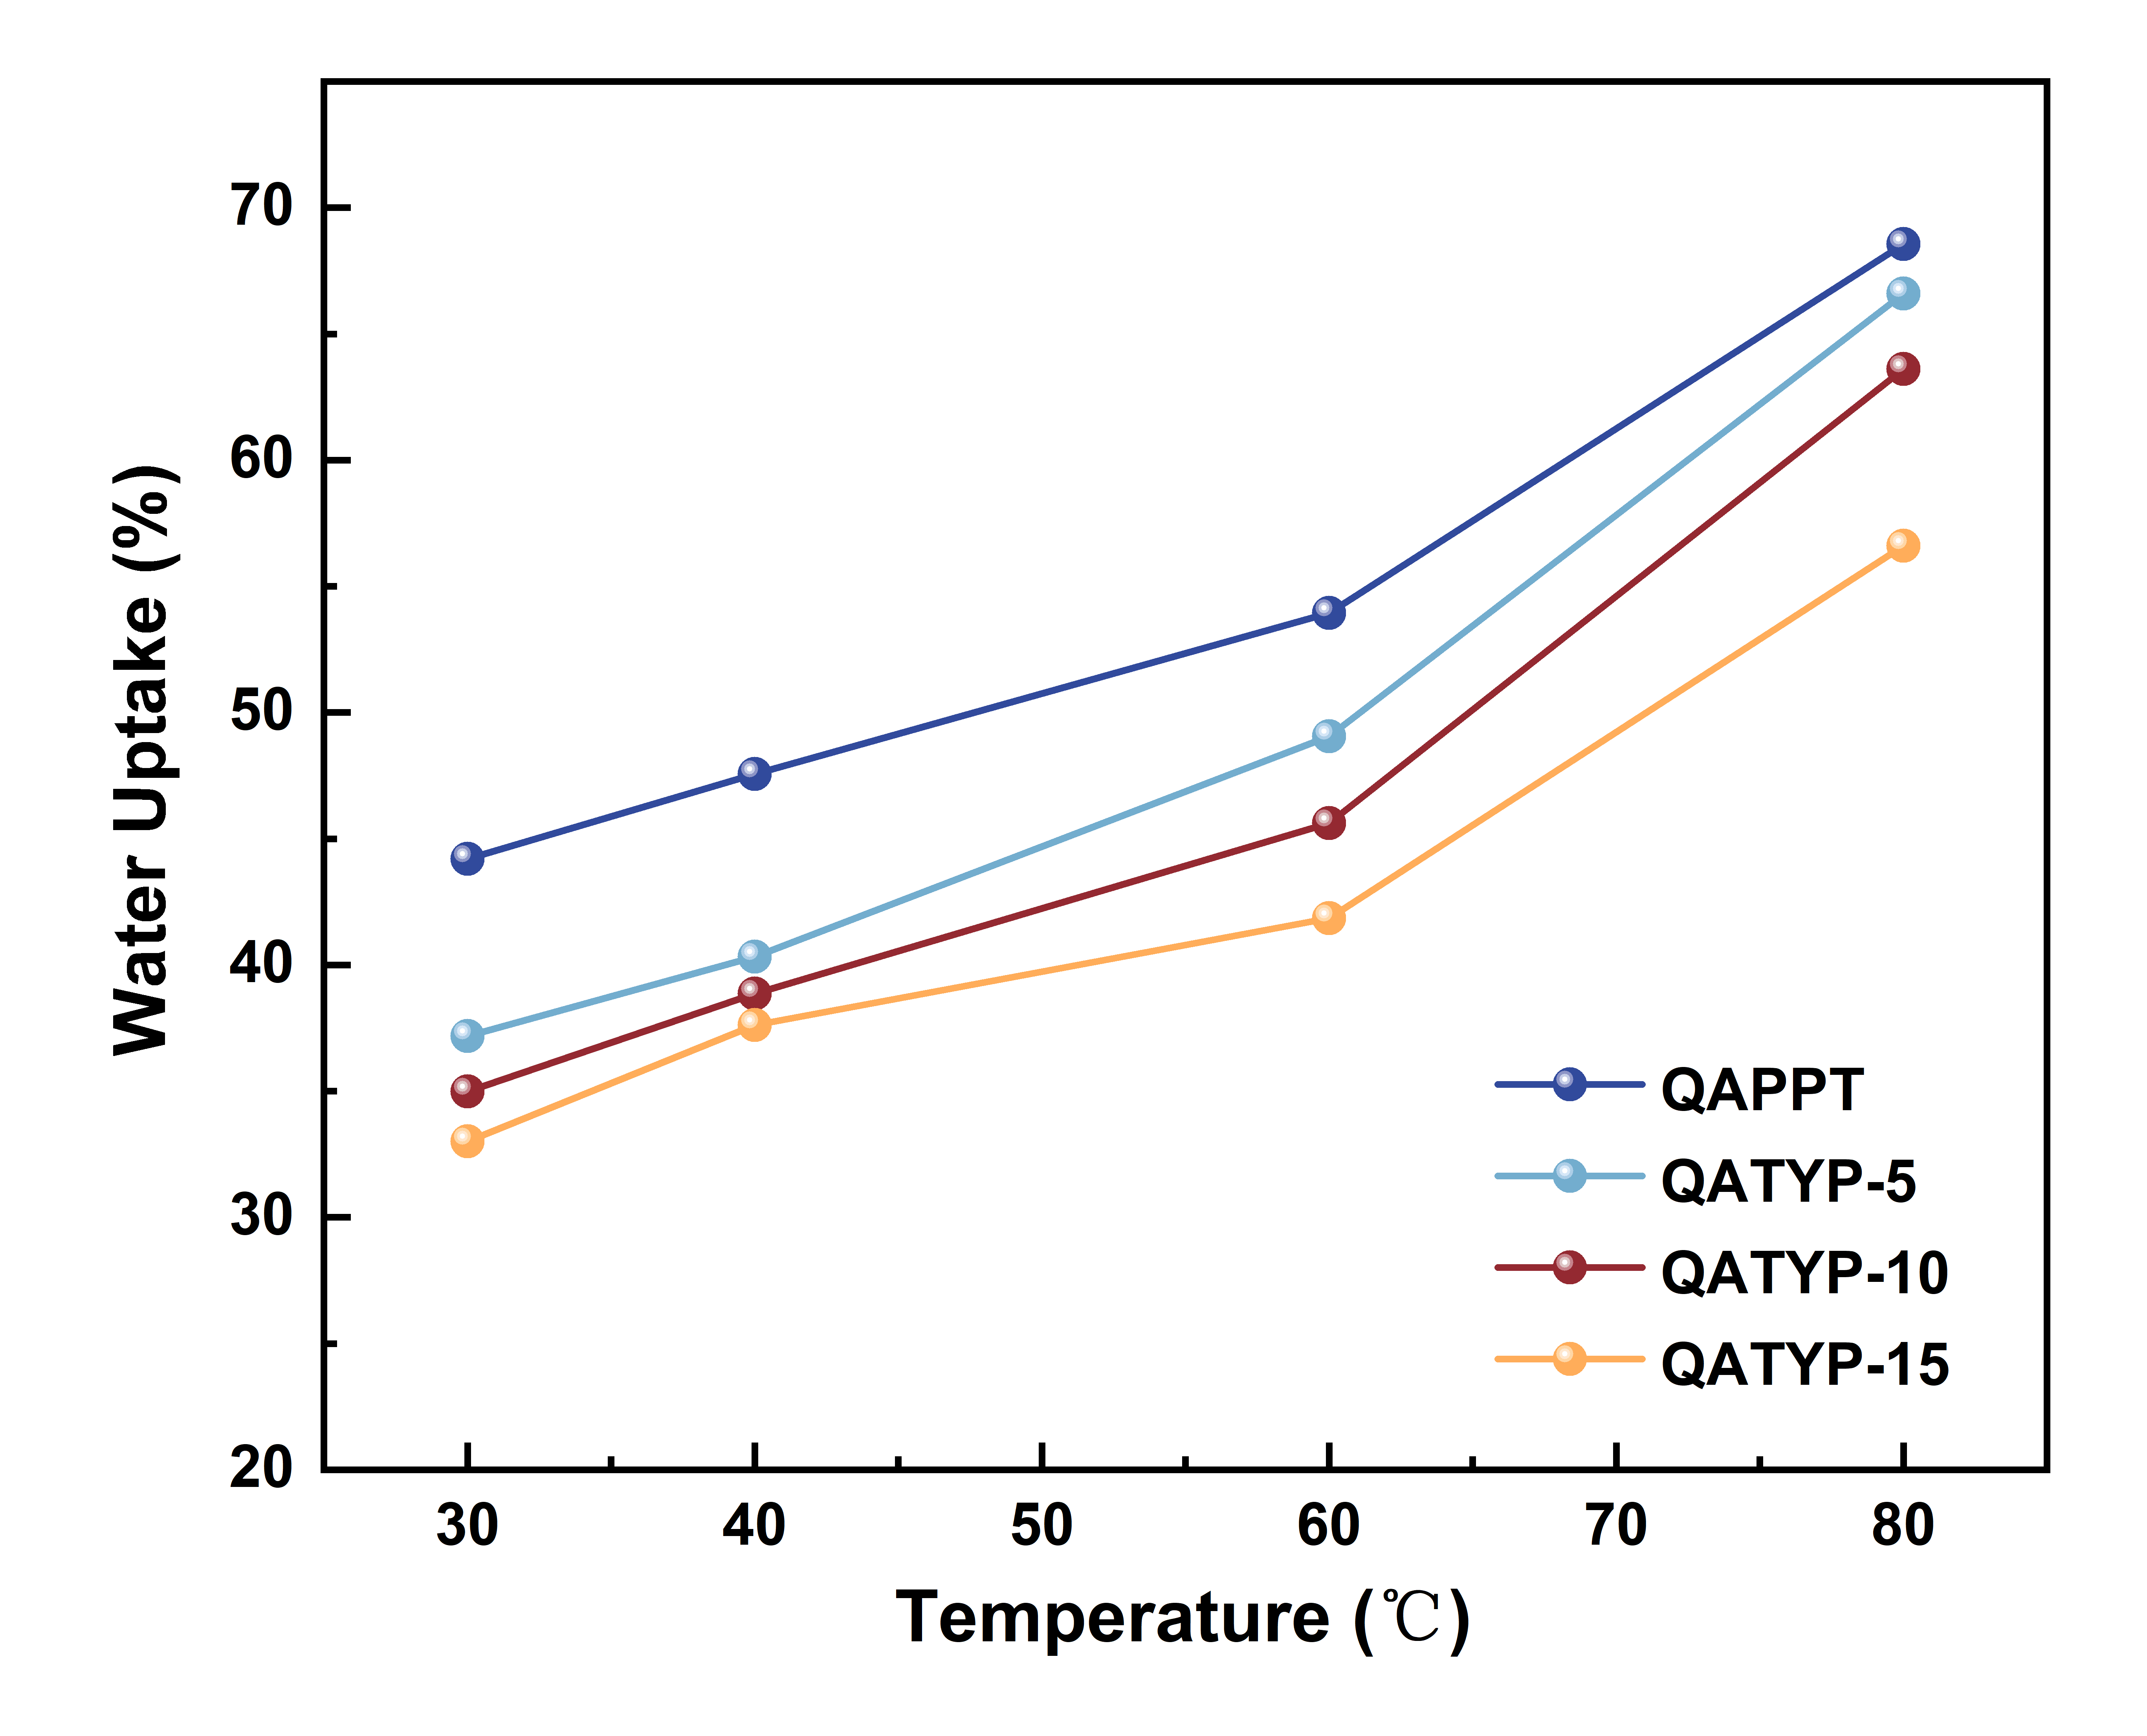 70
60
50
40
30
20
Water Uptake (%)
30 40 50 60 70 80
Temperature (℃)
QAPPT
QATYP-5
QATYP-10
QATYP-15